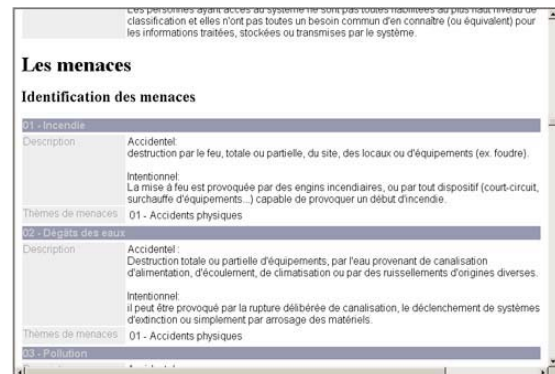 Les personnes ayant accès au système ne sont pas toutes habilitées au plus haut niveau de
classification et elles n'ont pas toutes un besoin commun d'en connaître (ou équivalent) pour
les informations traitées, stockées ou transmises par le système.
Les menaces
Identification des menaces
01 - Incendie
Description
Accidentel:
destruction par le feu, totale ou partielle, du site, des locaux ou d'équipements (ex. foudre).
Intentionnel:
La mise à feu est provoquée par des engins incendiaires, ou par tout dispositif (court-circuit,
surchauffe d'équipements...) capable de provoquer un début d'incendie.
Thèmes de menaces 01 - Accidents physiques
02 - Dégâts des eaux
Description
Accidentel :
Destruction totale ou partielle d'équipements, par l'eau provenant de canalisation
d'alimentation, d'écoulement, de climatisation ou par des ruissellements d'origines diverses.
Intentionnel:
il peut être provoqué par la rupture délibérée de canalisation, le déclenchement de systèmes
d'extinction ou simplement par arrosage des matériels.
Thèmes de menaces 01 - Accidents physiques
03 - Pollution